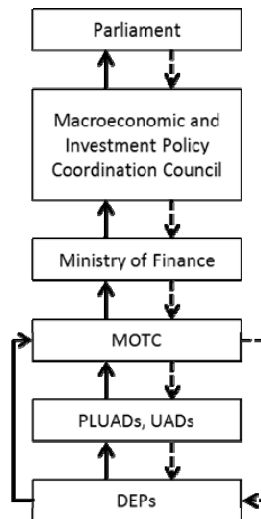 Parliament
Macroeconomic and
Investment Policy
Coordination Council
Ministry of Finance
MOTC
PLUADs, UADs
DEPs